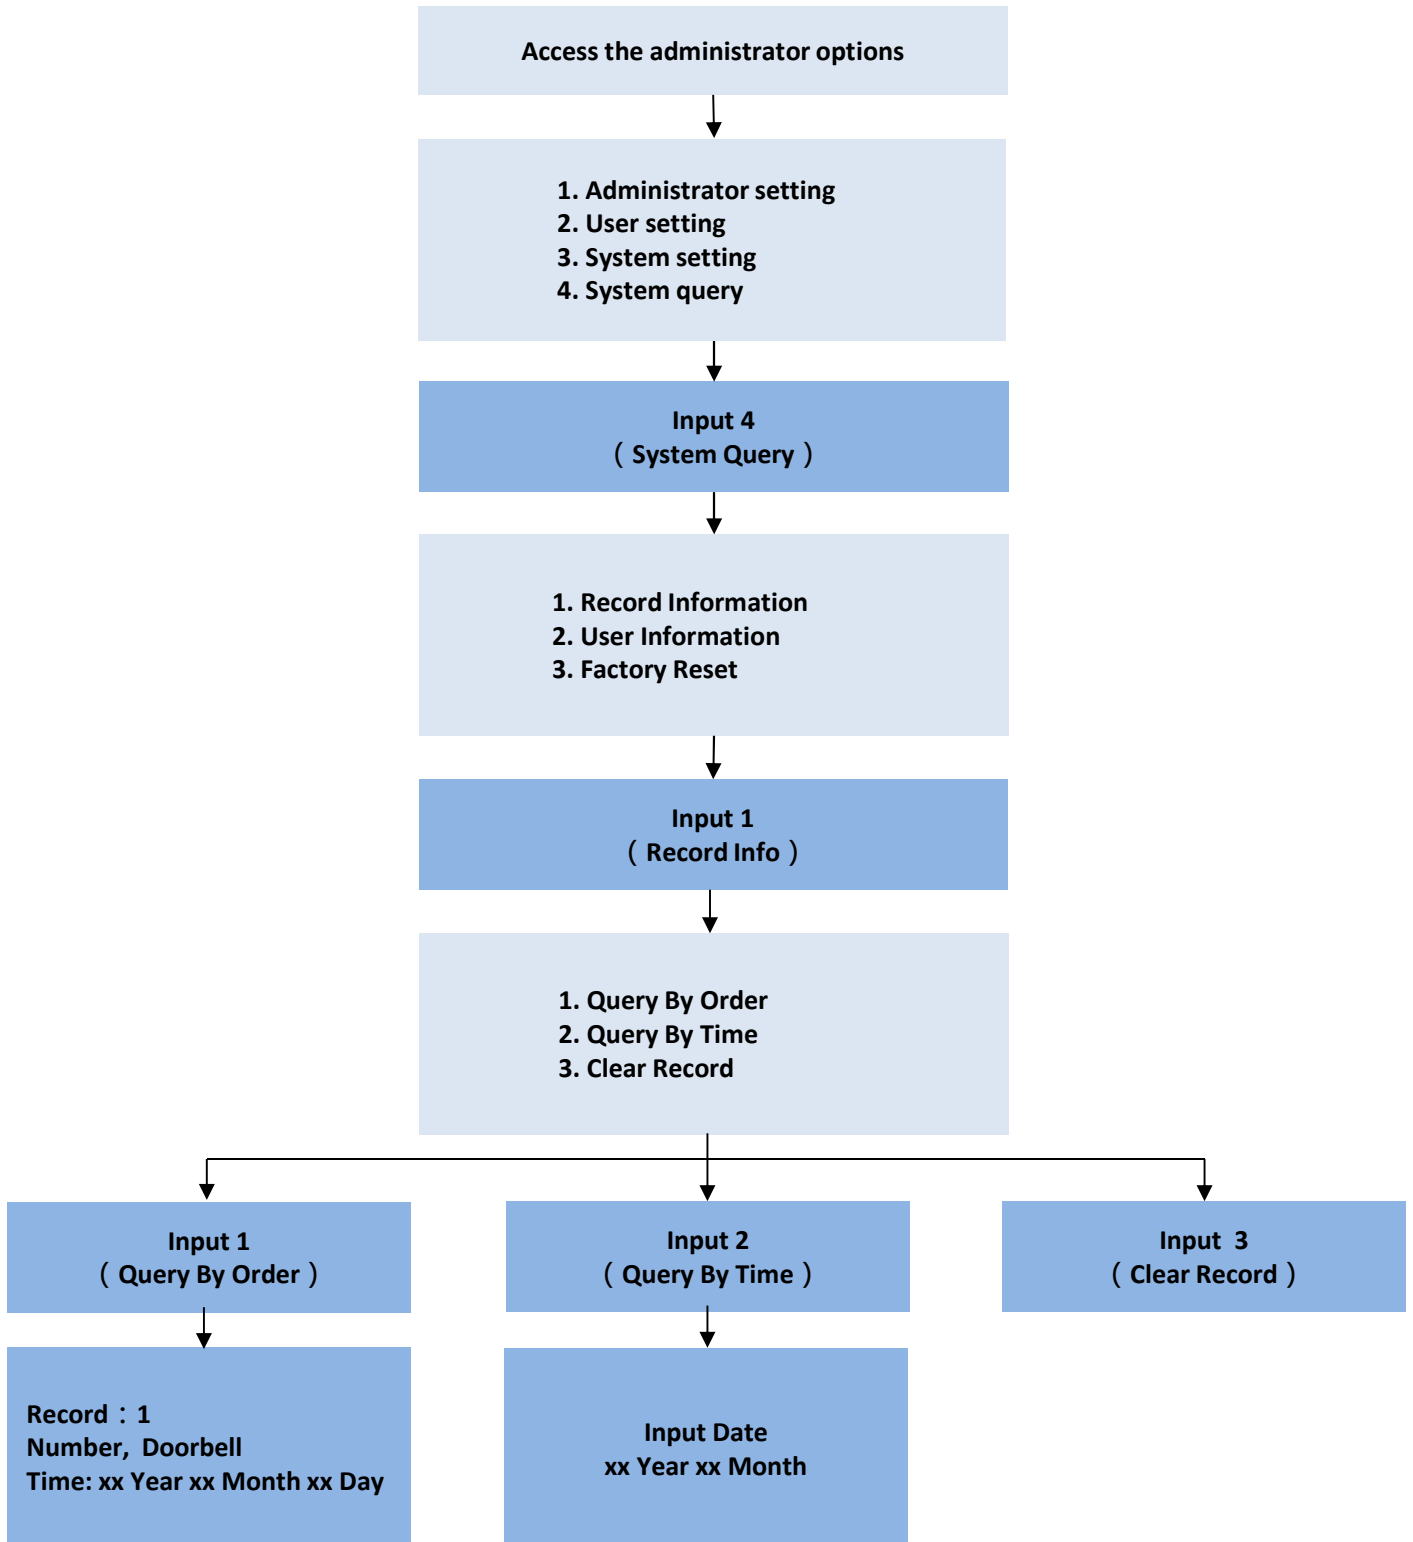 Access the administrator options
1. Administrator setting
2. User setting
3. System setting
4. System query
Input 4
( System Query )
1. Record Information
2. User Information
3. Factory Reset
Input 1
( Record Info )
1. Query By Order
2. Query By Time
3. Clear Record
Input 1
( Query By Order )
Record：1
Number, Doorbell
Time: xx Year xx Month xx Day
Input 2
( Query By Time )
Input Date
xx Year xx Month
Input 3
( Clear Record )